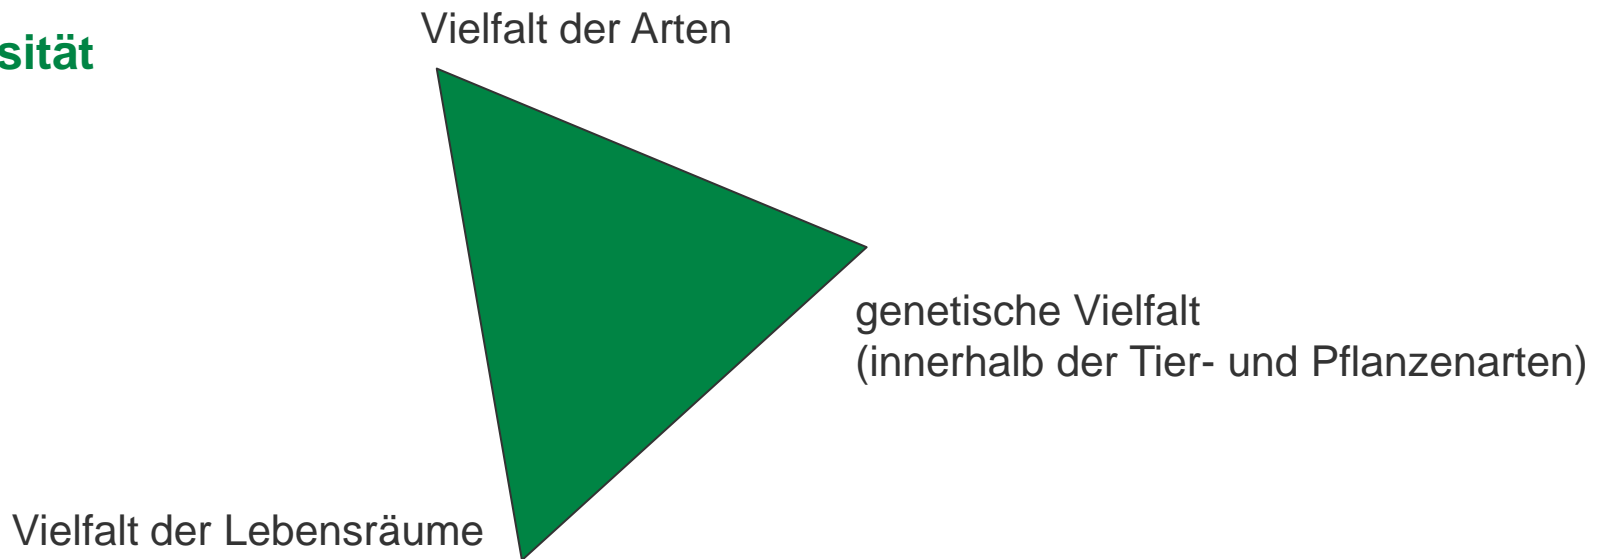 sität
Vielfalt der Arten
genetische Vielfalt
(innerhalb der Tier- und Pflanzenarten)
Vielfalt der Lebensräume